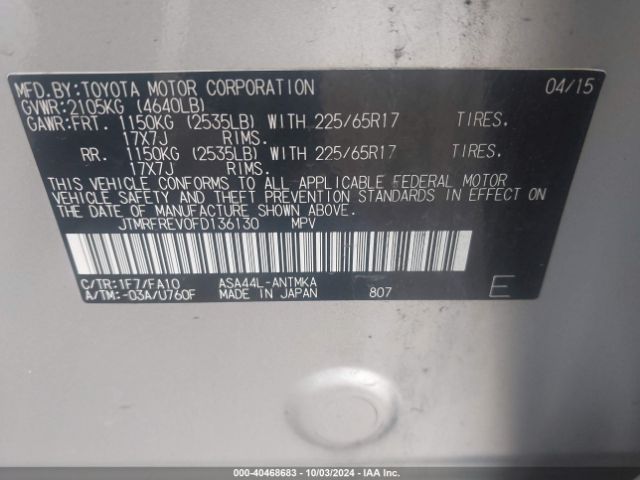 MFD.BY:TOYOTA MOTOR CORPORATION 04/15
GVWR:2105KG (4640LB)
GAWR:FRT. 1150KG (2535LB) WITH 225/65R17 TIRES.
17X7J RIMS.
RR. 1150KG (2535LB) WITH 225/65R17 TIRES.
17X7J RIMS.
THIS VEHICLE CONFORMS TO ALL APPLICABLE FEDERAL MOTOR
VEHICLE SAFETY AND THEFT PREVENTION STANDARDS IN EFFECT ON
THE DATE OF MANUFACTURE SHOWN ABOVE.
JTMRFREV0FD136130 MPV
C/TR:1F7/FA10 ASA44L-ANTMKA
A/TM:-03A/U760F MADE IN JAPAN 807 E
000-40468683 - 10/03/2024 - IAAI.COM